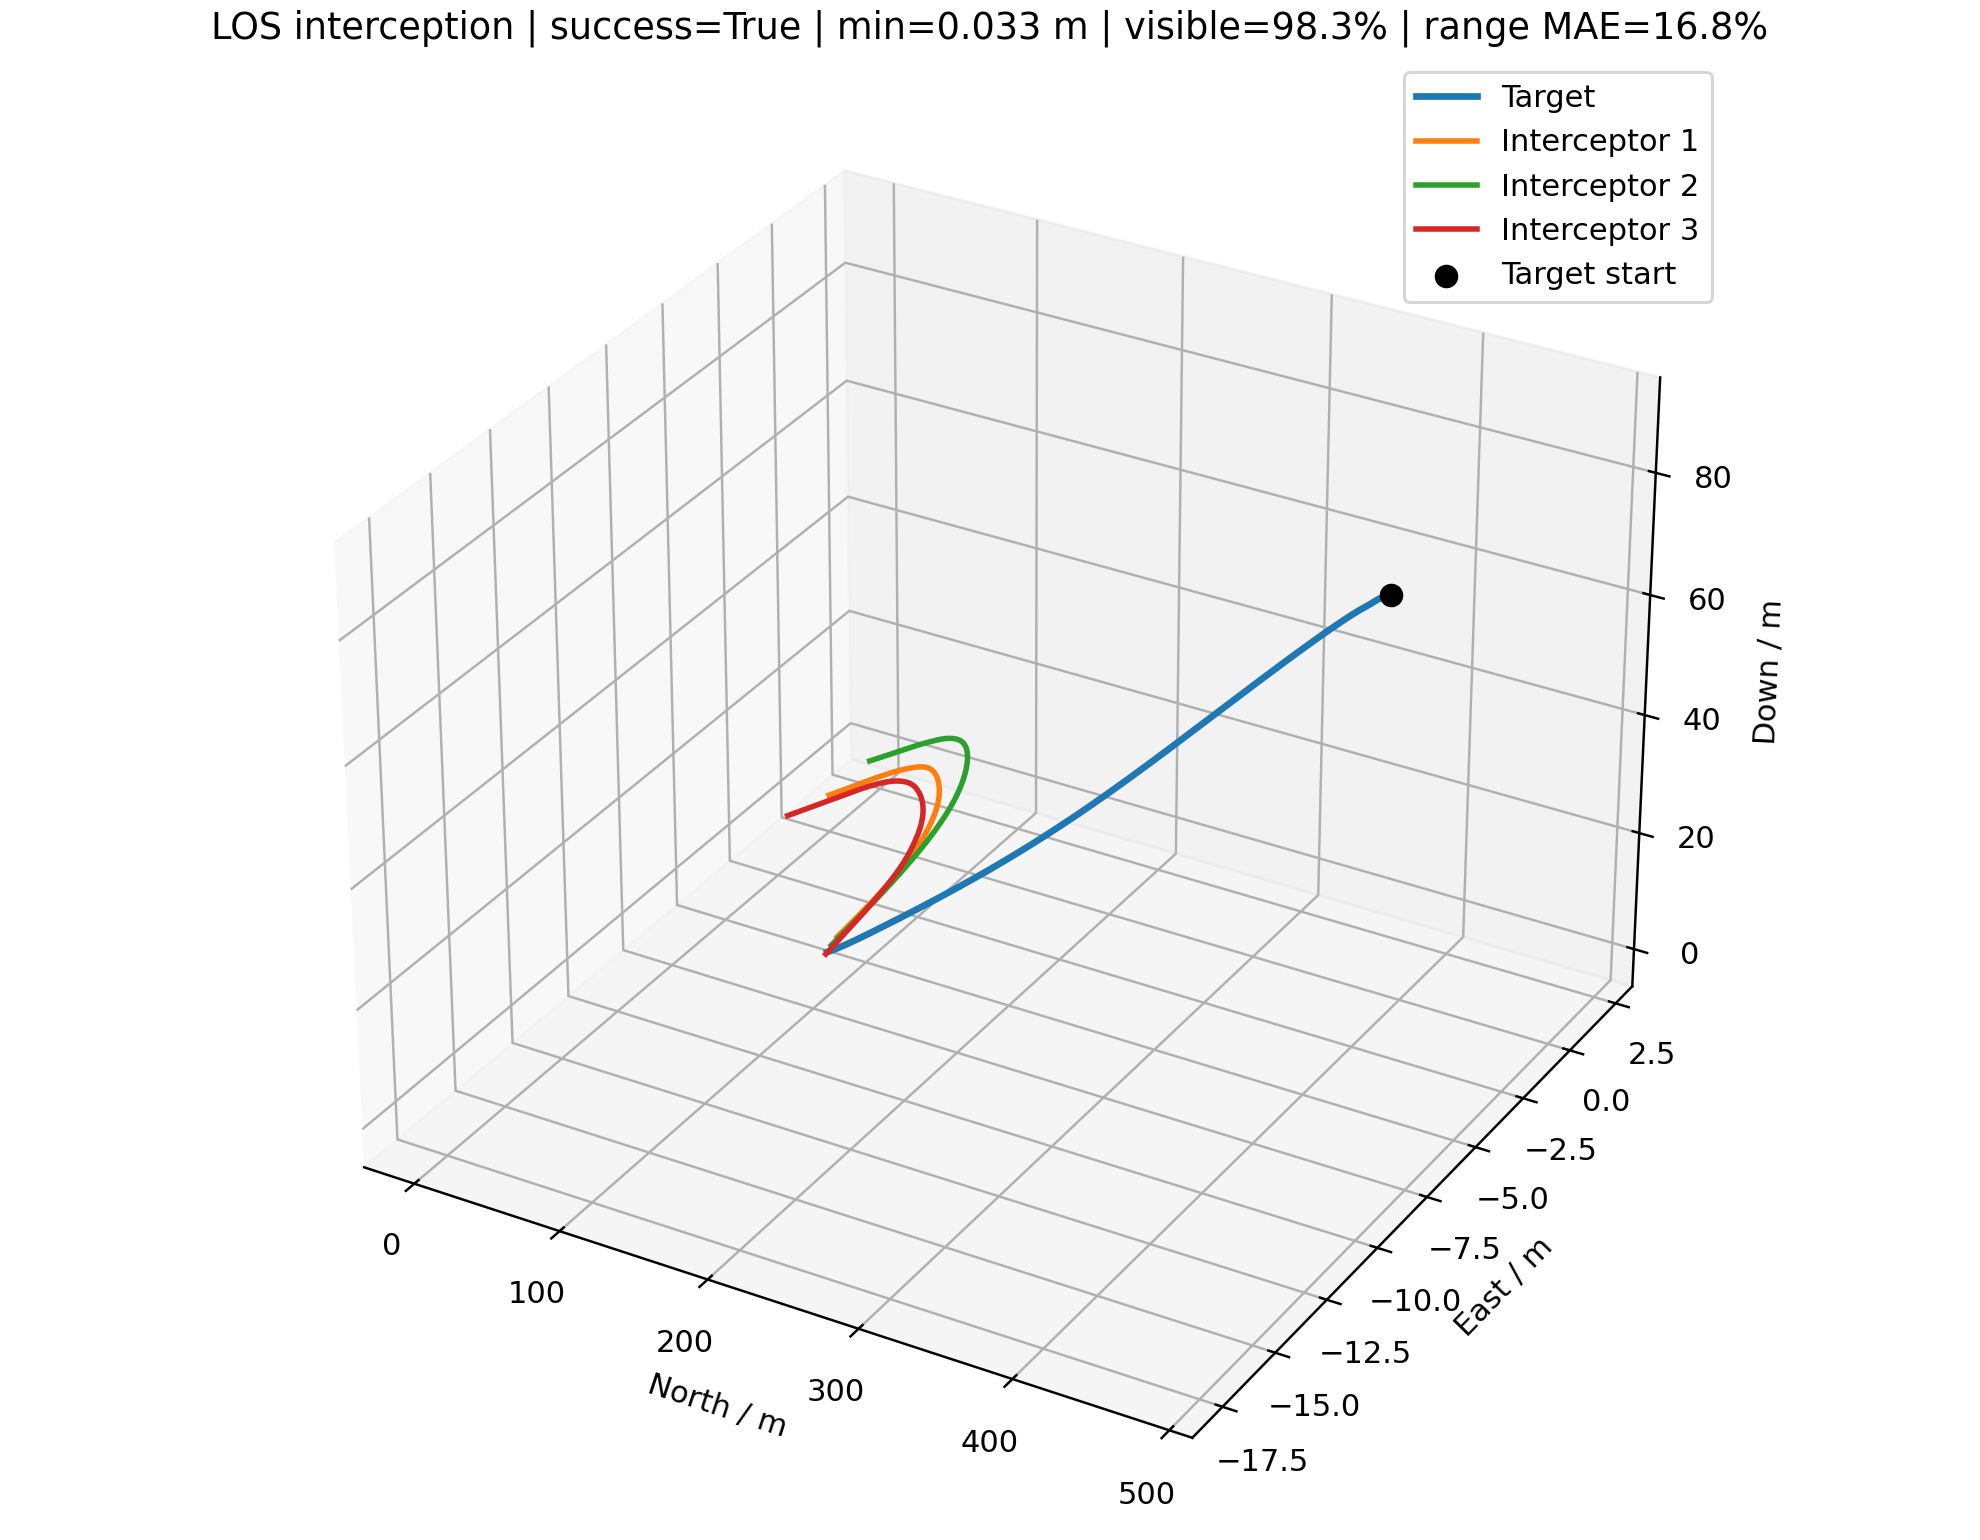 LOS interception | success=True | min=0.033 m | visible=98.3% | range MAE=16.8%
Target
Interceptor 1
Interceptor 2
Interceptor 3
Target start
80
60
40
20
0
Down / m
2.5
0.0
−2.5
−5.0
−7.5
−10.0
−12.5
−15.0
−17.5
East / m
0
100
200
300
400
500
North / m